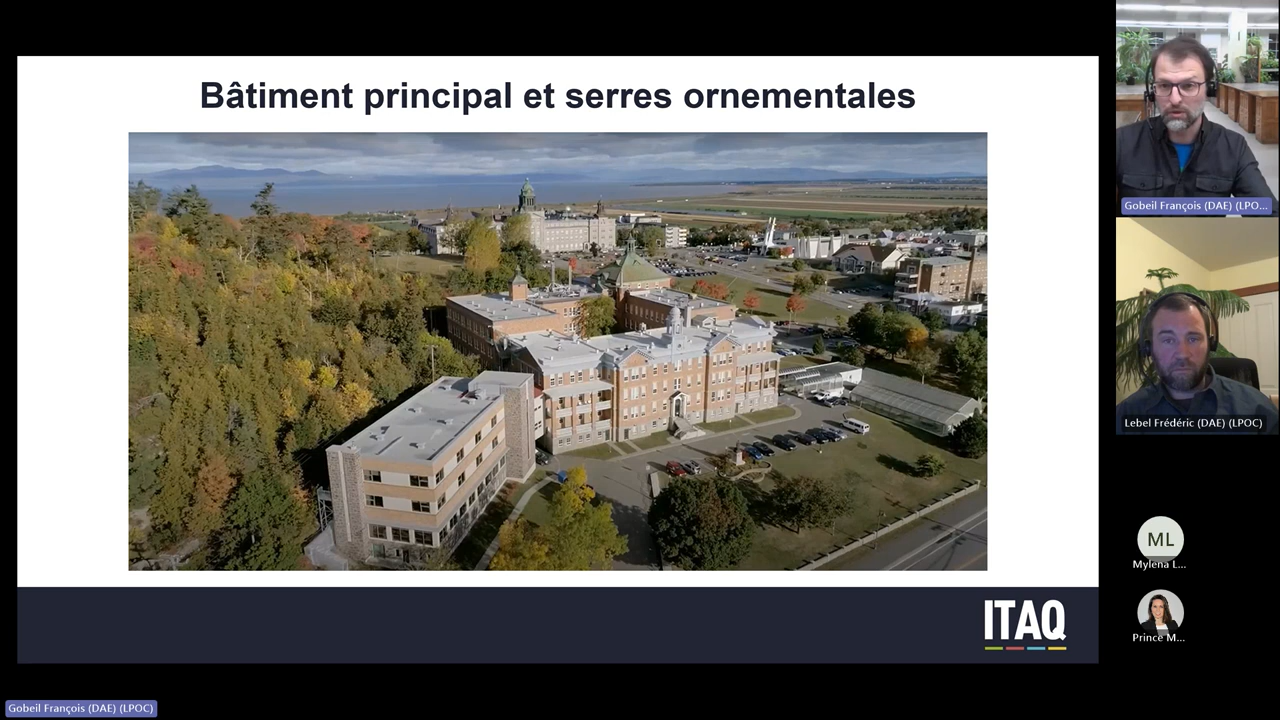 Bâtiment principal et serres ornementales
ITAQ
Gobeil François (DAE) (LPO...
Lebel Frédéric (DAE) (LPOC)
ML
Mylena L...
Prince M...
Gobeil François (DAE) (LPOC)